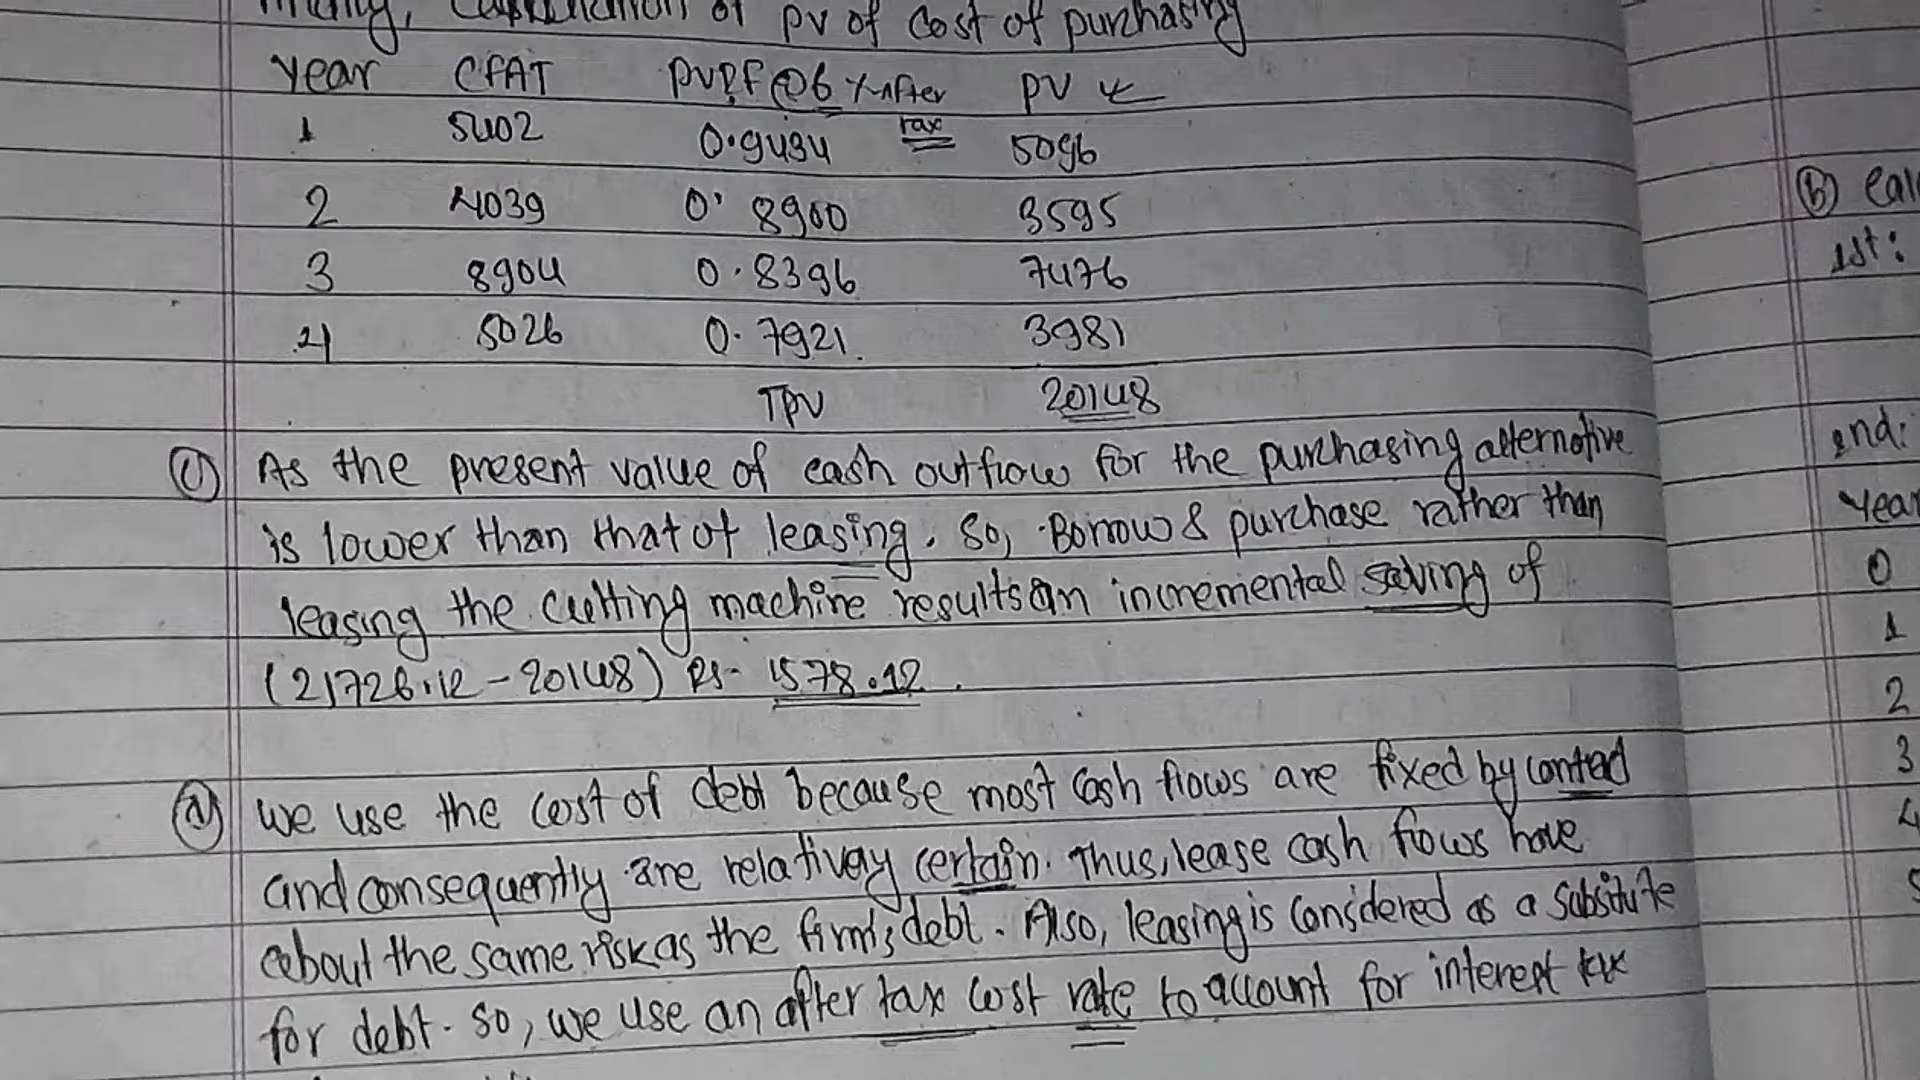 finally, Calculation of PV of Cost of purchasing
Year CFAT PVIF@6% After tax PV
1 5402 0.9434 5096
2 4039 0.8900 3595
3 8904 0.8396 7476
4 5026 0.7921. 3981
TPV 20148
(c) As the present value of cash outflow for the purchasing alternative
is lower than that of leasing. So, Borrow & purchase rather than
leasing the cutting machine results an incremental saving of
(21726.12 - 20148) Rs- 1578.12.
(d) We use the cost of debt because most cash flows are fixed by contract
and consequently are relatively certain. Thus, lease cash flows have
about the same risk as the firm's debt. Also, leasing is considered as a subsitute
for debt. So, we use an after tax cost rate to account for interest tax
(b) Cal
1st:
2nd:
Year
0
1
2
3
4
5